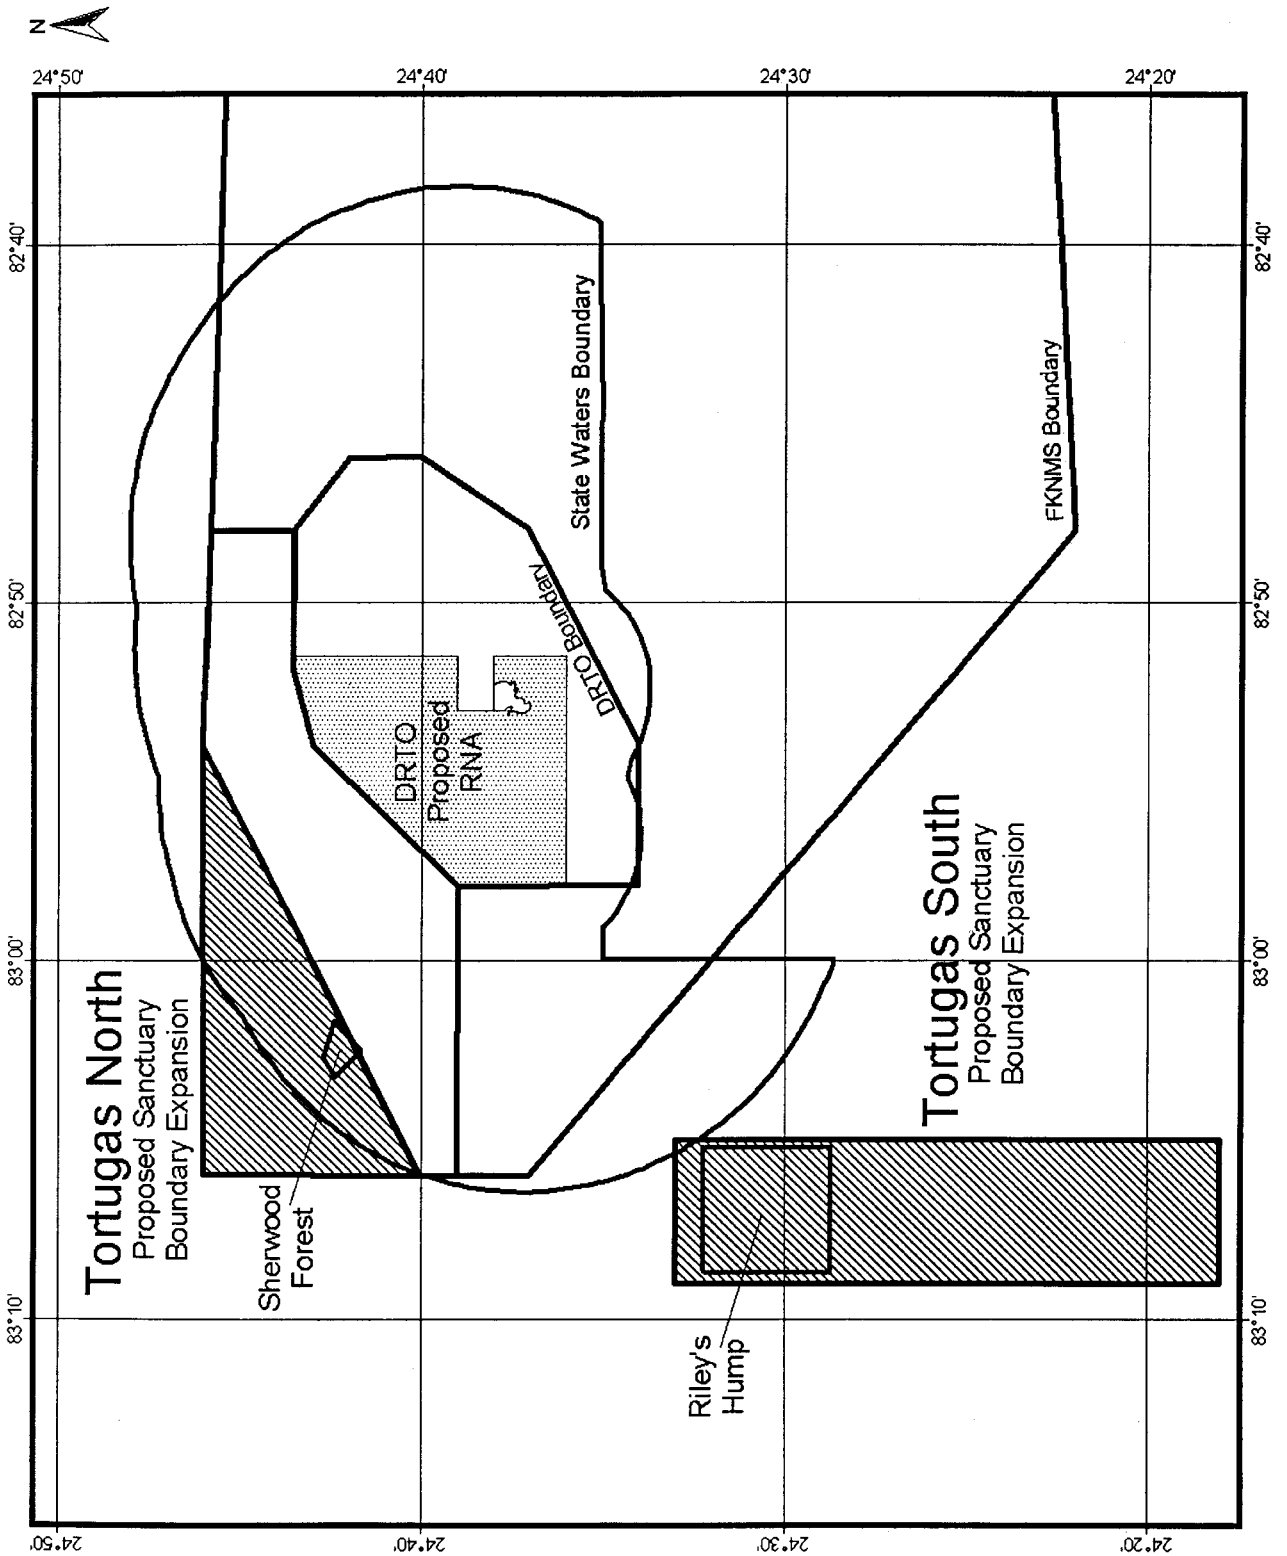 N
83°10'
83°00'
82°50'
82°40'
24°50'
24°50'
Tortugas North
Proposed Sanctuary
Boundary Expansion
Sherwood
Forest
24°40'
24°40'
DRTO
Proposed
RNA
DRTO Boundary
State Waters Boundary
Riley's
Hump
24°30'
24°30'
Tortugas South
Proposed Sanctuary
Boundary Expansion
FKNMS Boundary
24°20'
24°20'
83°10'
83°00'
82°50'
82°40'